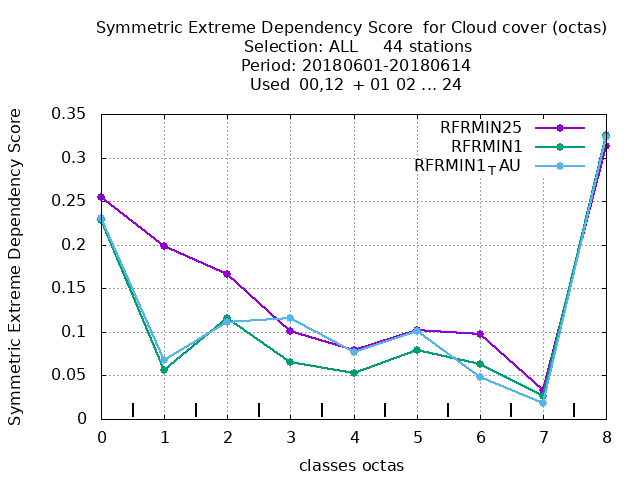 Symmetric Extreme Dependency Score  for Cloud cover (octas)
Selection: ALL     44 stations
Period: 20180601-20180614
Used  00,12  + 01 02 ... 24
Symmetric Extreme Dependency Score
0.35
0.3
0.25
0.2
0.15
0.1
0.05
0
RFRMIN25
RFRMIN1
RFRMIN1TAU
0 1 2 3 4 5 6 7 8
classes octas